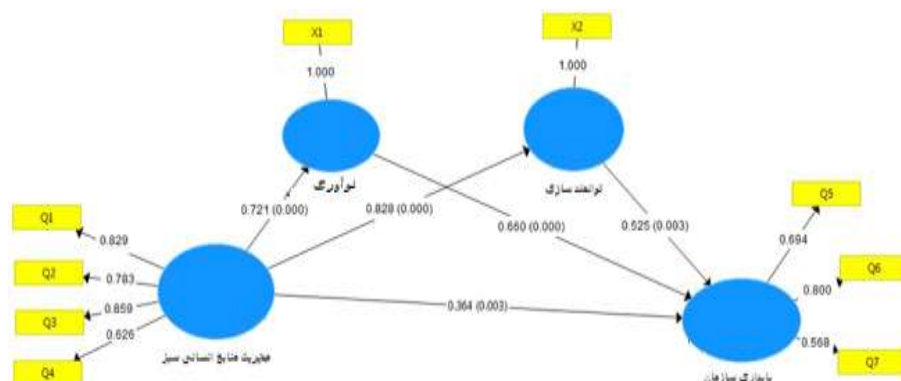 X1
X2
1.000
1.000
نوآوری
توانمند سازی
0.721 (0.000)
0.828 (0.000)
0.660 (0.000)
0.525 (0.003)
0.364 (0.003)
Q1
Q2
Q3
Q4
0.829
0.783
0.859
0.626
مدیریت منابع انسانی سبز
Q5
Q6
Q7
0.694
0.800
0.568
پایداری سازمان